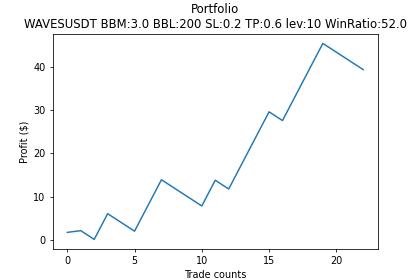 Portfolio
WAVESUSDT BBM:3.0 BBL:200 SL:0.2 TP:0.6 lev:10 WinRatio:52.0
40
30
20
10
0
Profit ($)
0 5 10 15 20
Trade counts